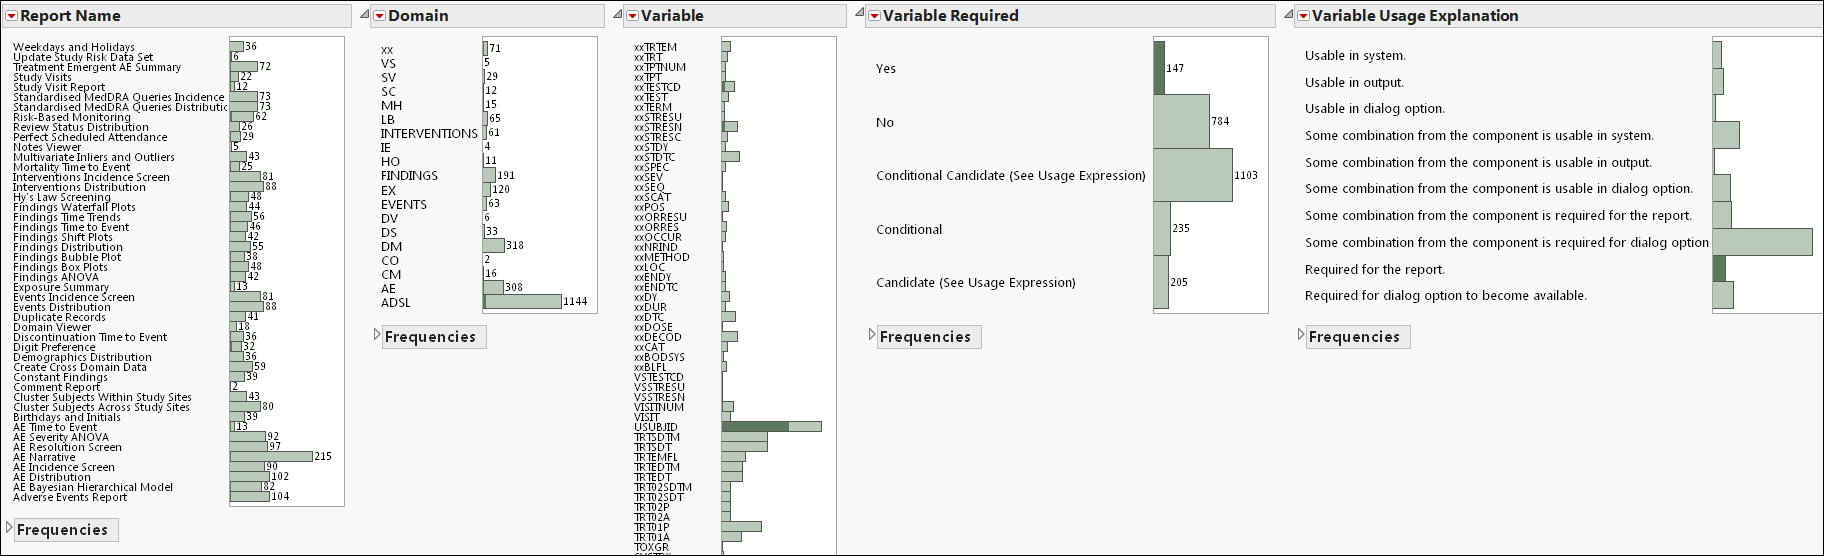 Report Name
Weekdays and Holidays 36
Update Study Risk Data Set 6
Treatment Emergent AE Summary 72
Study Visits 22
Study Visit Report 12
Standardised MedDRA Queries Incidence 73
Standardised MedDRA Queries Distributic 73
Risk-Based Monitoring 62
Review Status Distribution 26
Perfect Scheduled Attendance 29
Notes Viewer 5
Multivariate Inliers and Outliers 43
Mortality Time to Event 25
Interventions Incidence Screen 81
Interventions Distribution 88
Hy's Law Screening 48
Findings Waterfall Plots 44
Findings Time Trends 56
Findings Time to Event 46
Findings Shift Plots 42
Findings Distribution 55
Findings Bubble Plot 38
Findings Box Plots 48
Findings ANOVA 42
Exposure Summary 13
Events Incidence Screen 81
Events Distribution 88
Duplicate Records 41
Domain Viewer 18
Discontinuation Time to Event 36
Digit Preference 32
Demographics Distribution 36
Create Cross Domain Data 59
Constant Findings 39
Comment Report 2
Cluster Subjects Within Study Sites 43
Cluster Subjects Across Study Sites 80
Birthdays and Initials 39
AE Time to Event 13
AE Severity ANOVA 92
AE Resolution Screen 97
AE Narrative 215
AE Incidence Screen 90
AE Distribution 102
AE Bayesian Hierarchical Model 82
Adverse Events Report 104
Frequencies
Domain
xx 71
VS 5
SV 29
SC 12
MH 15
LB 65
INTERVENTIONS 61
IE 4
HO 11
FINDINGS 191
EX 120
EVENTS 63
DV 6
DS 33
DM 318
CO 2
CM 16
AE 308
ADSL 1144
Frequencies
Variable
xxTRTEM
xxTRT
xxTPTNUM
xxTPT
xxTESTCD
xxTEST
xxTERM
xxSTRESU
xxSTRESN
xxSTRESC
xxSTDY
xxSTDTC
xxSPEC
xxSEV
xxSEQ
xxSCAT
xxPOS
xxORRESU
xxORRES
xxOCCUR
xxNRIND
xxMETHOD
xxLOC
xxENDY
xxENDTC
xxDY
xxDUR
xxDTC
xxDOSE
xxDECOD
xxCAT
xxBODSYS
xxBLFL
VSTESTCD
VSSTRESU
VSSTRESN
VISITNUM
VISIT
USUBJID
TRTSDTM
TRTSDT
TRTEMFL
TRTEDTM
TRTEDT
TRT02SDTM
TRT02SDT
TRT02P
TRT02A
TRT01P
TRT01A
TOXGR
Variable Required
Yes 147
No 784
Conditional Candidate (See Usage Expression) 1103
Conditional 235
Candidate (See Usage Expression) 205
Frequencies
Variable Usage Explanation
Usable in system.
Usable in output.
Usable in dialog option.
Some combination from the component is usable in system.
Some combination from the component is usable in output.
Some combination from the component is usable in dialog option.
Some combination from the component is required for the report.
Some combination from the component is required for dialog option
Required for the report.
Required for dialog option to become available.
Frequencies